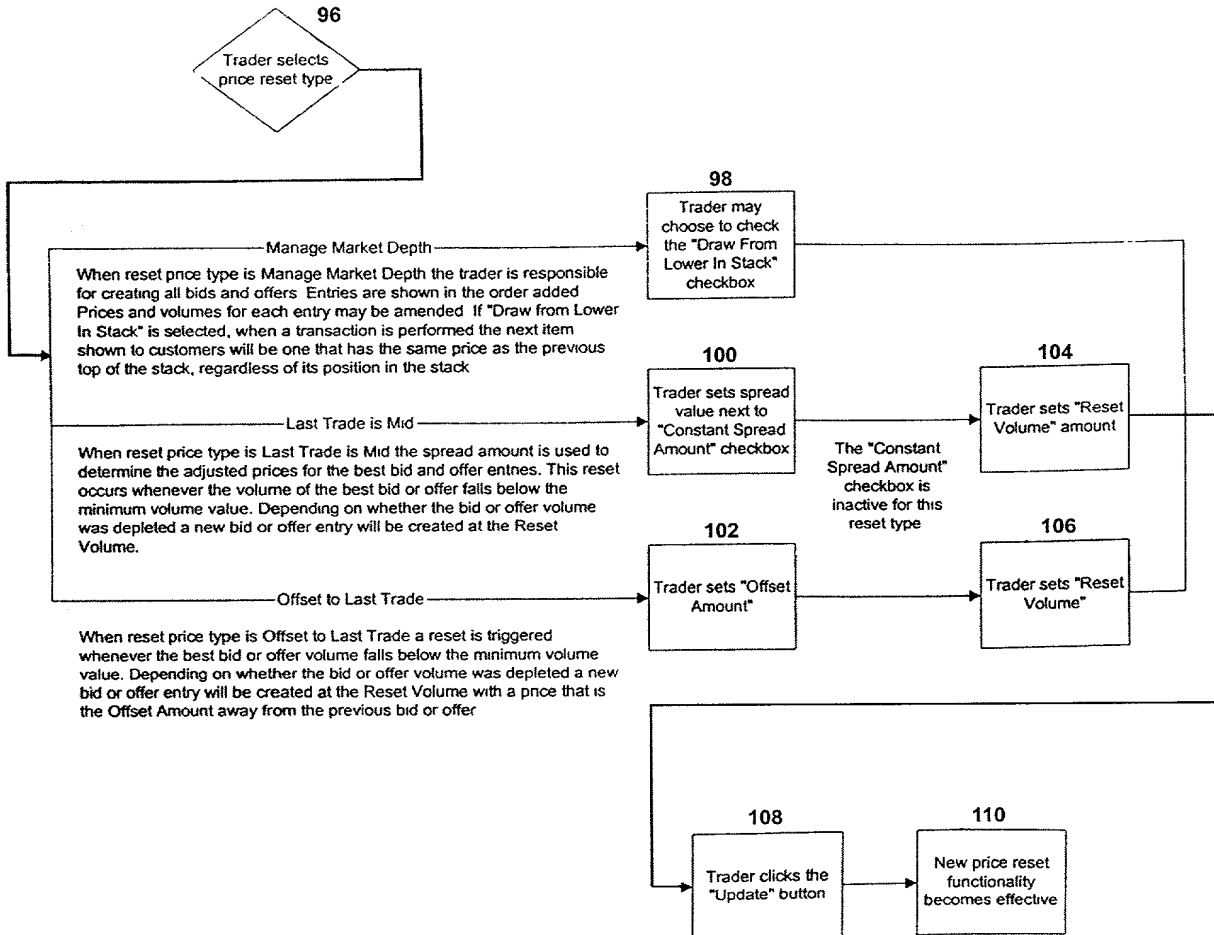 96
Trader selects
price reset type
98
Trader may
choose to check
the "Draw From
Lower In Stack"
checkbox
Manage Market Depth
When reset price type is Manage Market Depth the trader is responsible
for creating all bids and offers Entries are shown in the order added
Prices and volumes for each entry may be amended If "Draw from Lower
In Stack" is selected, when a transaction is performed the next item
shown to customers will be one that has the same price as the previous
top of the stack, regardless of its position in the stack
100
Trader sets spread
value next to
"Constant Spread
Amount" checkbox
104
Trader sets "Reset
Volume" amount
The "Constant
Spread Amount"
checkbox is
inactive for this
reset type
Last Trade is Mid
When reset price type is Last Trade is Mid the spread amount is used to
determine the adjusted prices for the best bid and offer entries. This reset
occurs whenever the volume of the best bid or offer falls below the
minimum volume value. Depending on whether the bid or offer volume
was depleted a new bid or offer entry will be created at the Reset
Volume.
102
Trader sets "Offset
Amount"
106
Trader sets "Reset
Volume"
Offset to Last Trade
When reset price type is Offset to Last Trade a reset is triggered
whenever the best bid or offer volume falls below the minimum volume
value. Depending on whether the bid or offer volume was depleted a new
bid or offer entry will be created at the Reset Volume with a price that is
the Offset Amount away from the previous bid or offer
108
Trader clicks the
"Update" button
110
New price reset
functionality
becomes effective